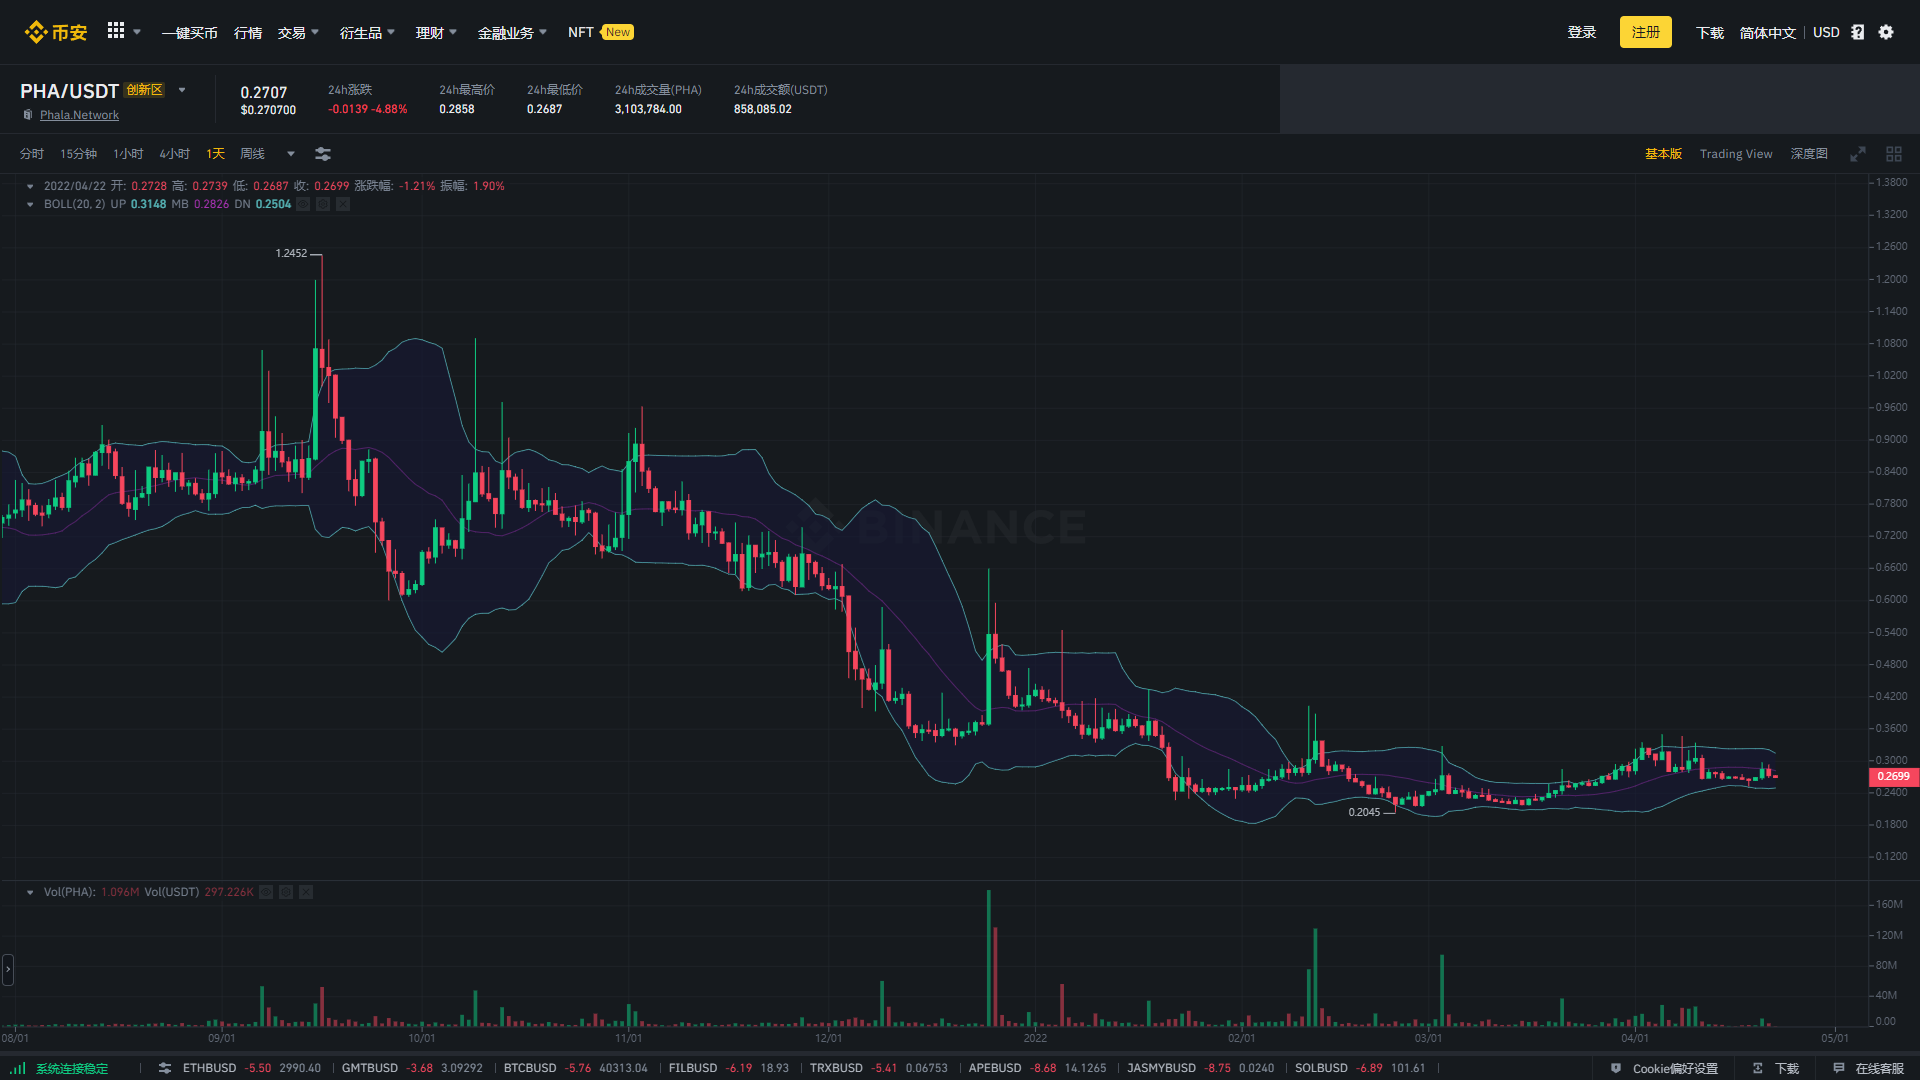 币安 一键买币 行情 交易 衍生品 理财 金融业务 NFT New 登录 注册 下载 简体中文 USD
PHA/USDT 创新区
Phala.Network
0.2707
$0.270700
24h涨跌
-0.0139 -4.88%
24h最高价
0.2858
24h最低价
0.2687
24h成交量(PHA)
3,103,784.00
24h成交额(USDT)
858,085.02
分时 15分钟 1小时 4小时 1天 周线 基本版 Trading View 深度图
2022/04/22 开: 0.2728 高: 0.2739 低: 0.2687 收: 0.2699 涨跌幅: -1.21% 振幅: 1.90%
BOLL(20, 2) UP 0.3148 MB 0.2826 DN 0.2504
1.2452
BINANCE
0.2045
1.3800
1.3200
1.2600
1.2000
1.1400
1.0800
1.0200
0.9600
0.9000
0.8400
0.7800
0.7200
0.6600
0.6000
0.5400
0.4800
0.4200
0.3600
0.3000
0.2699
0.2400
0.1800
0.1200
Vol(PHA): 1.096M Vol(USDT) 297.226K
160M
120M
80M
40M
0.00
08/01 09/01 10/01 11/01 12/01 2022 02/01 03/01 04/01 05/01
系统连接稳定 ETHBUSD -5.50 2990.40 GMTBUSD -3.68 3.09292 BTCBUSD -5.76 40313.04 FILBUSD -6.19 18.93 TRXBUSD -5.41 0.06753 APEBUSD -8.68 14.1265 JASMYBUSD -8.75 0.0240 SOLBUSD -6.89 101.61 Cookie偏好设置 下载 在线客服